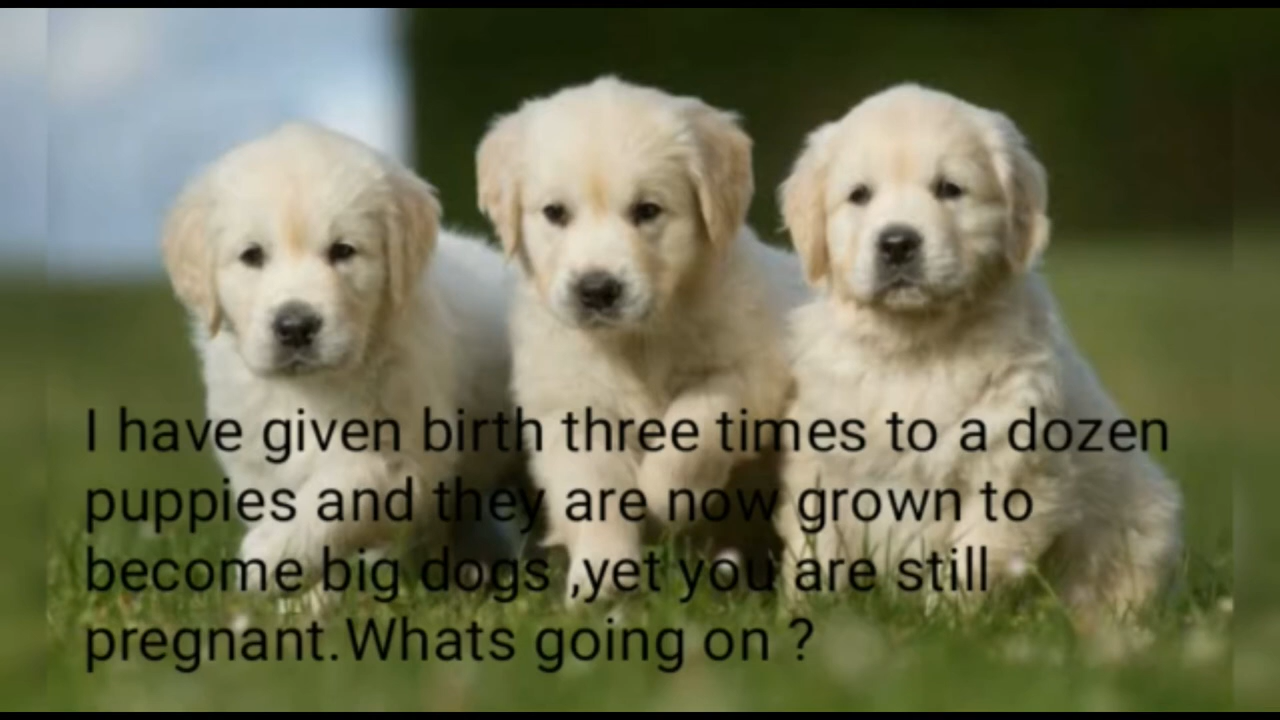 I have given birth three times to a dozen
puppies and they are now grown to
become big dogs ,yet you are still
pregnant.Whats going on ?